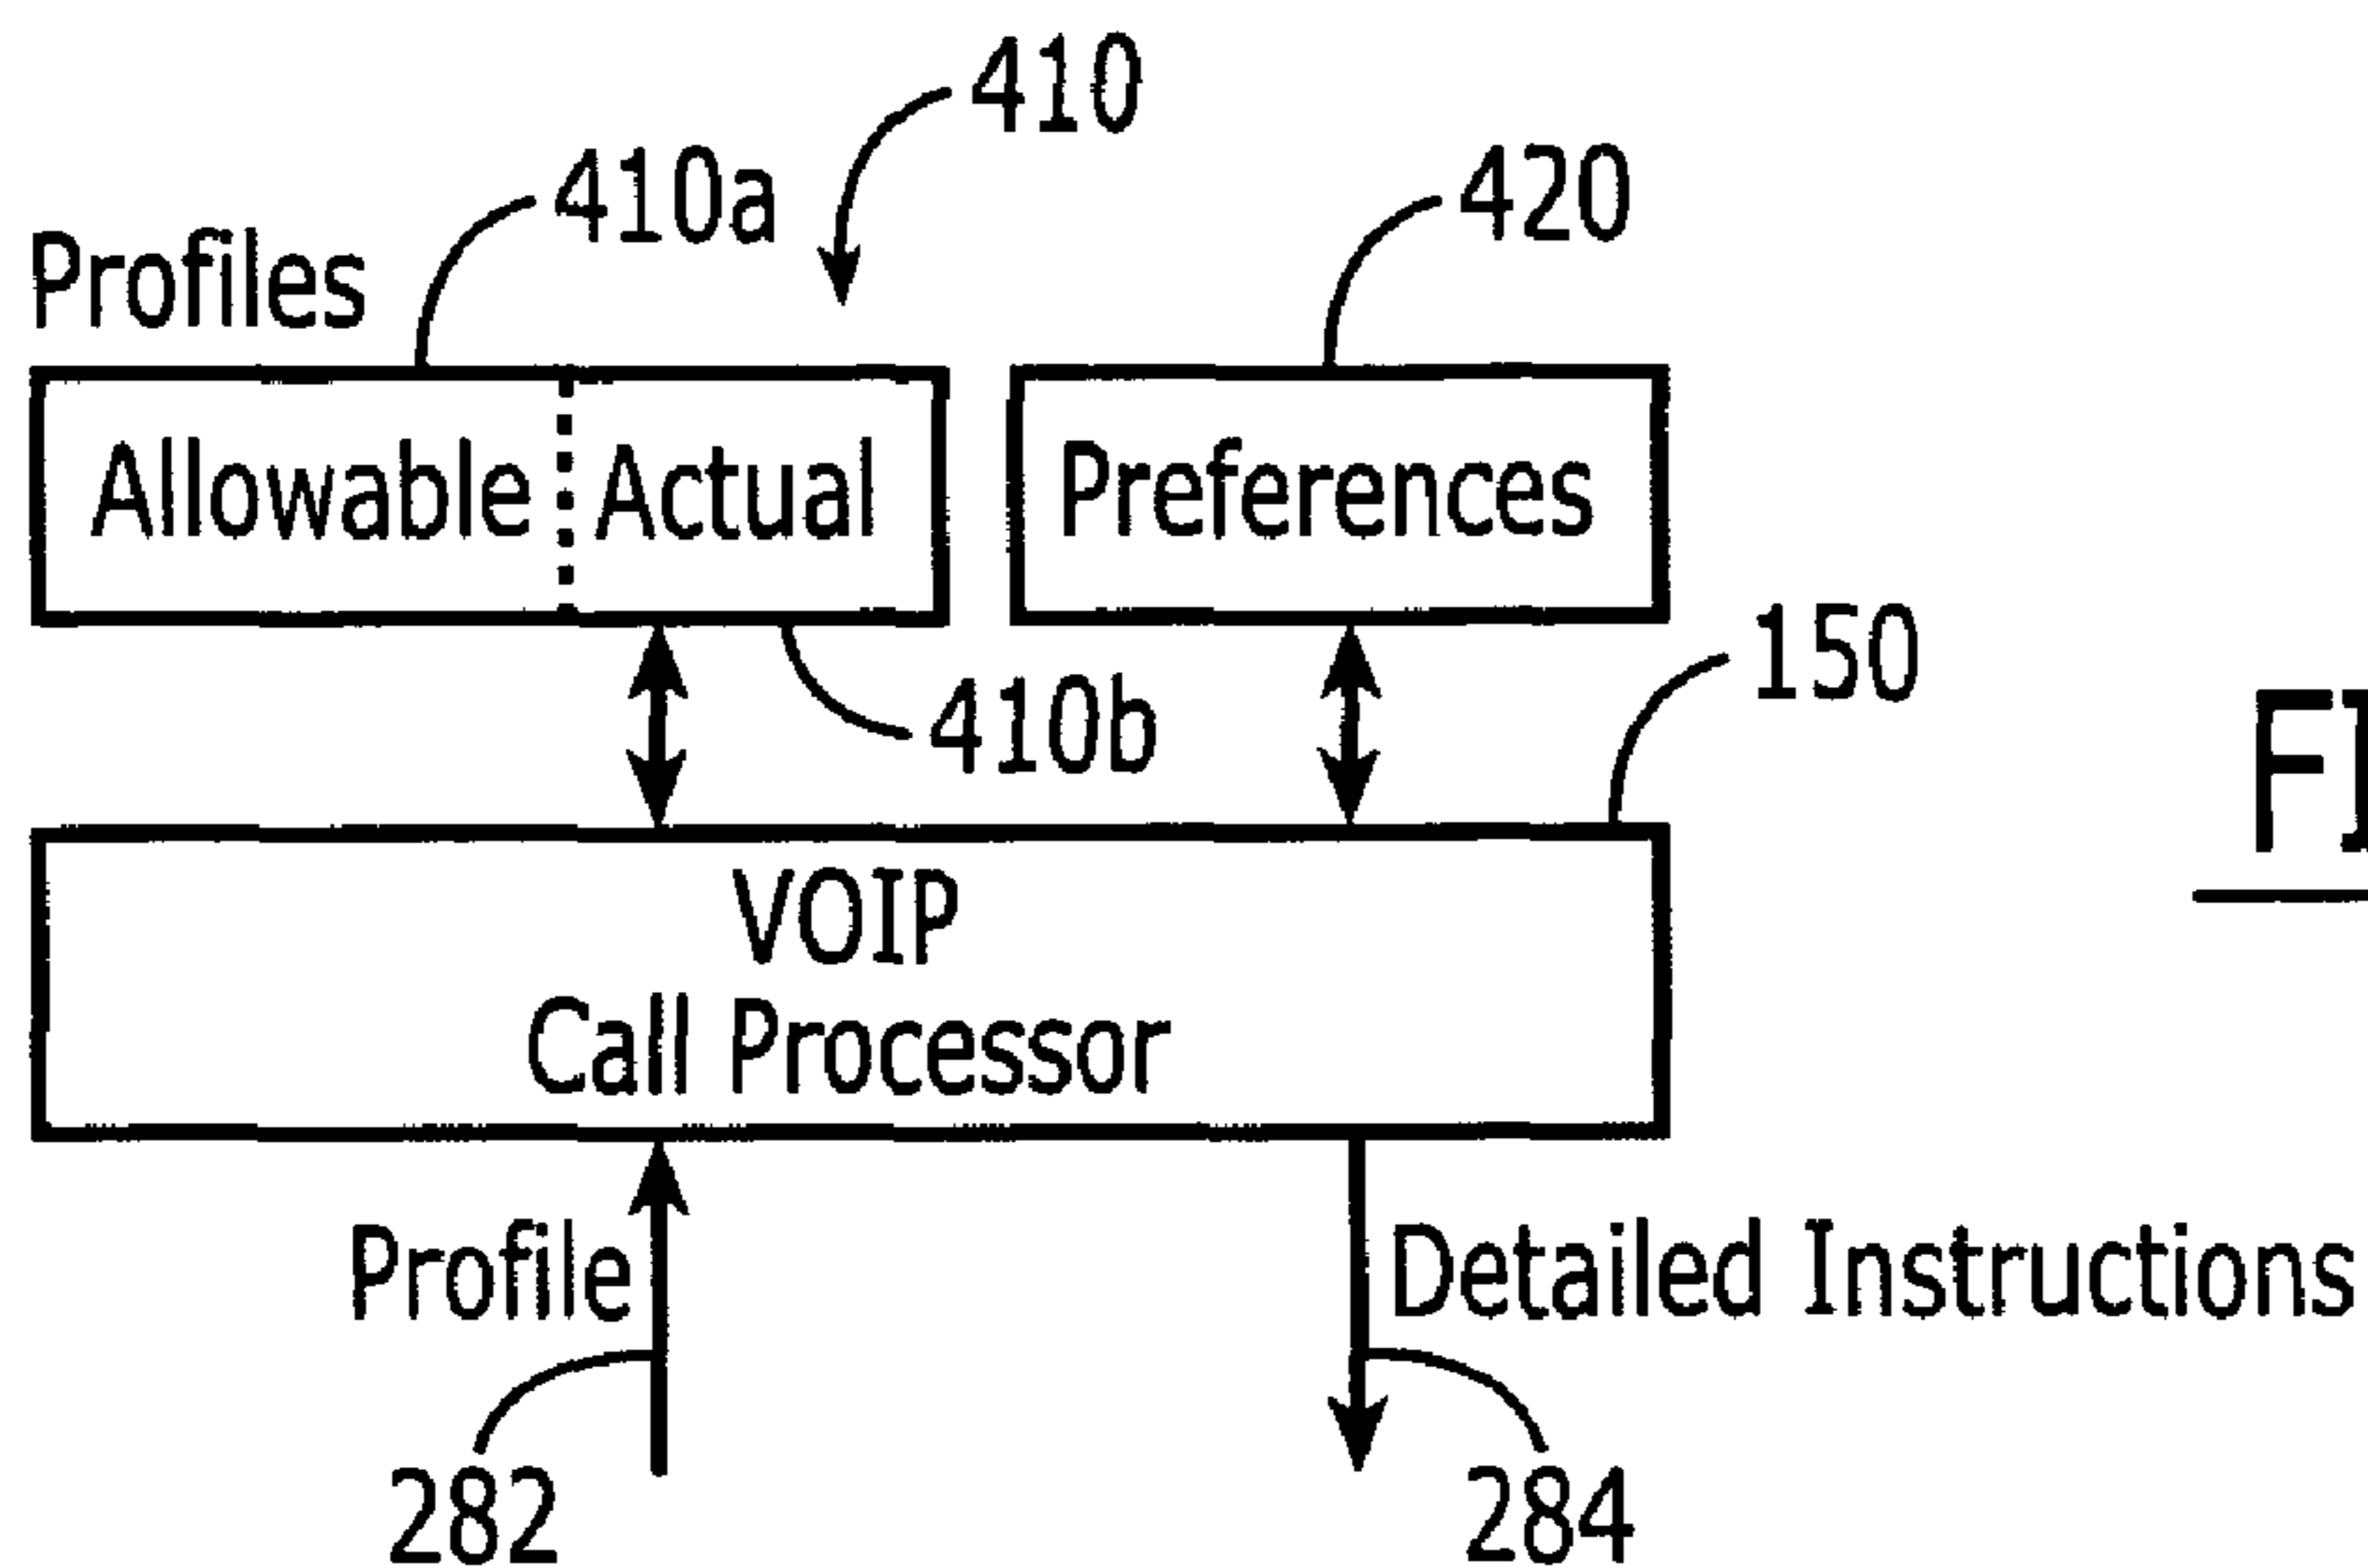 410
410a
420
Profiles
Allowable
Actual
Preferences
150
410b
VOIP
Call Processor
Profile
Detailed Instructions
282
284